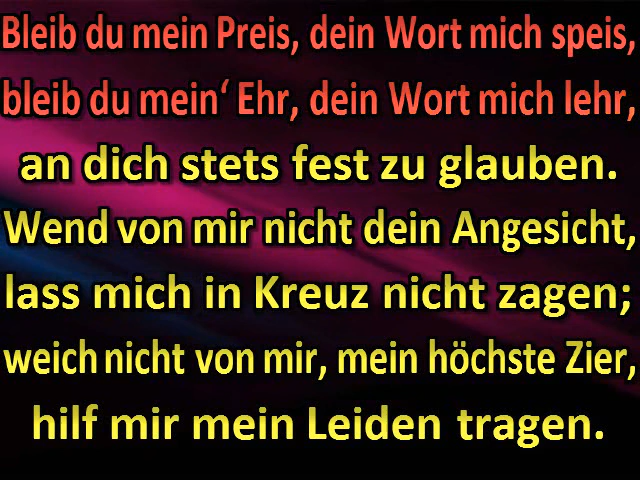 Bleib du mein Preis, dein Wort mich speis,
bleib du mein‘ Ehr, dein Wort mich lehr,
an dich stets fest zu glauben.
Wend von mir nicht dein Angesicht,
lass mich in Kreuz nicht zagen;
weich nicht von mir, mein höchste Zier,
hilf mir mein Leiden tragen.